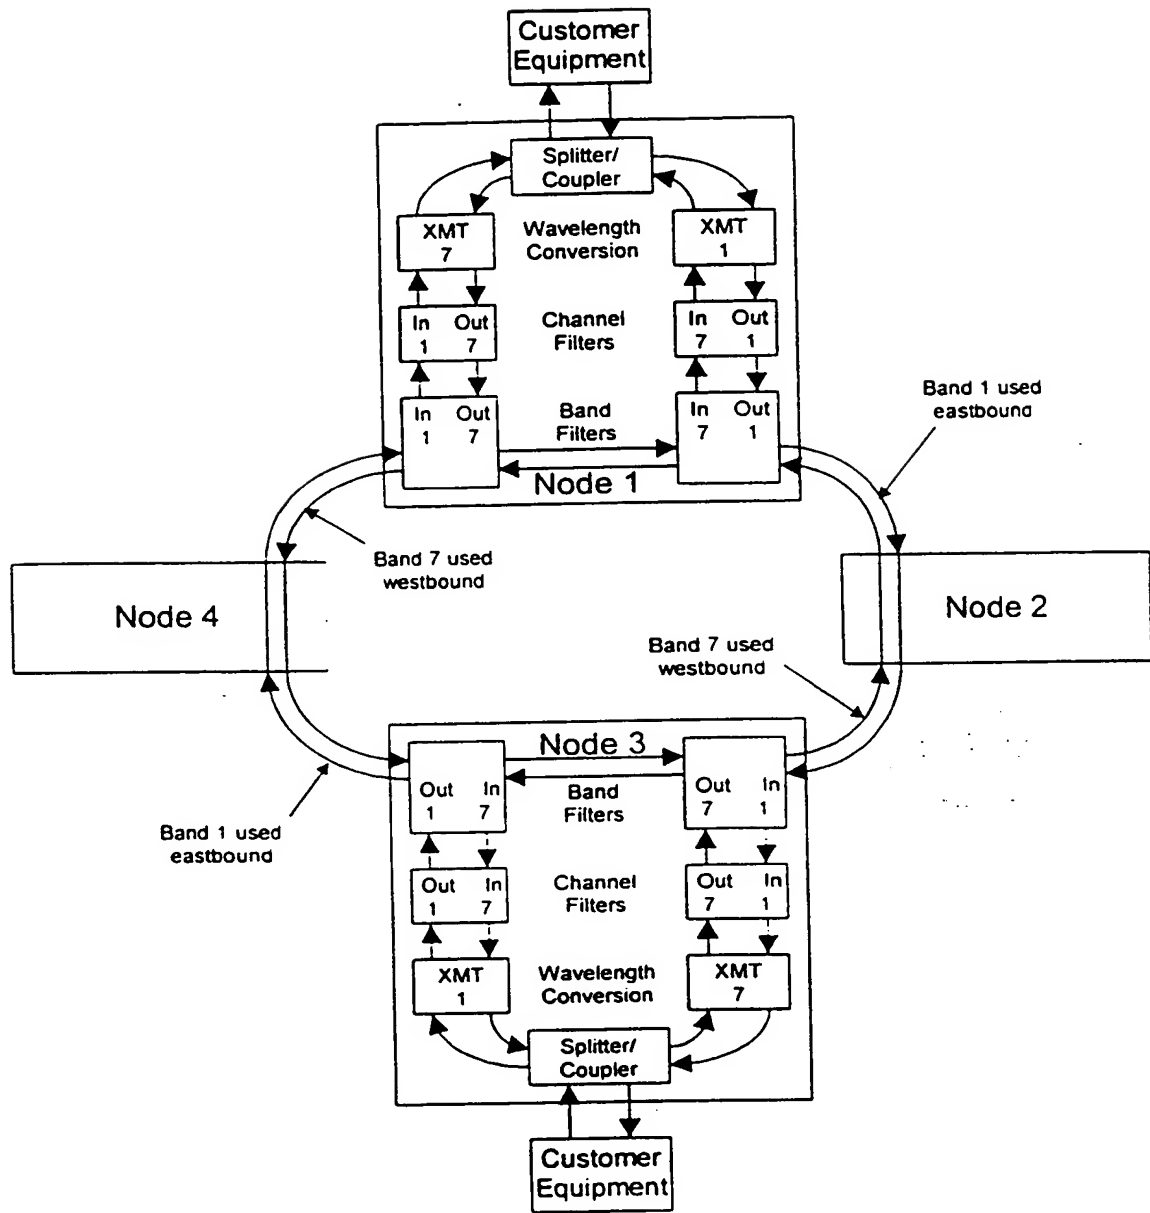 Customer
Equipment
Splitter/
Coupler
XMT
7
Wavelength
Conversion
XMT
1
In Out
1 7
Channel
Filters
In Out
7 1
In Out
1 7
Band
Filters
In Out
7 1
Node 1
Band 1 used
eastbound
Band 7 used
westbound
Node 4
Node 2
Band 7 used
westbound
Node 3
Out In
1 7
Band
Filters
Out In
7 1
Band 1 used
eastbound
Out In
1 7
Channel
Filters
Out In
7 1
XMT
1
Wavelength
Conversion
XMT
7
Splitter/
Coupler
Customer
Equipment